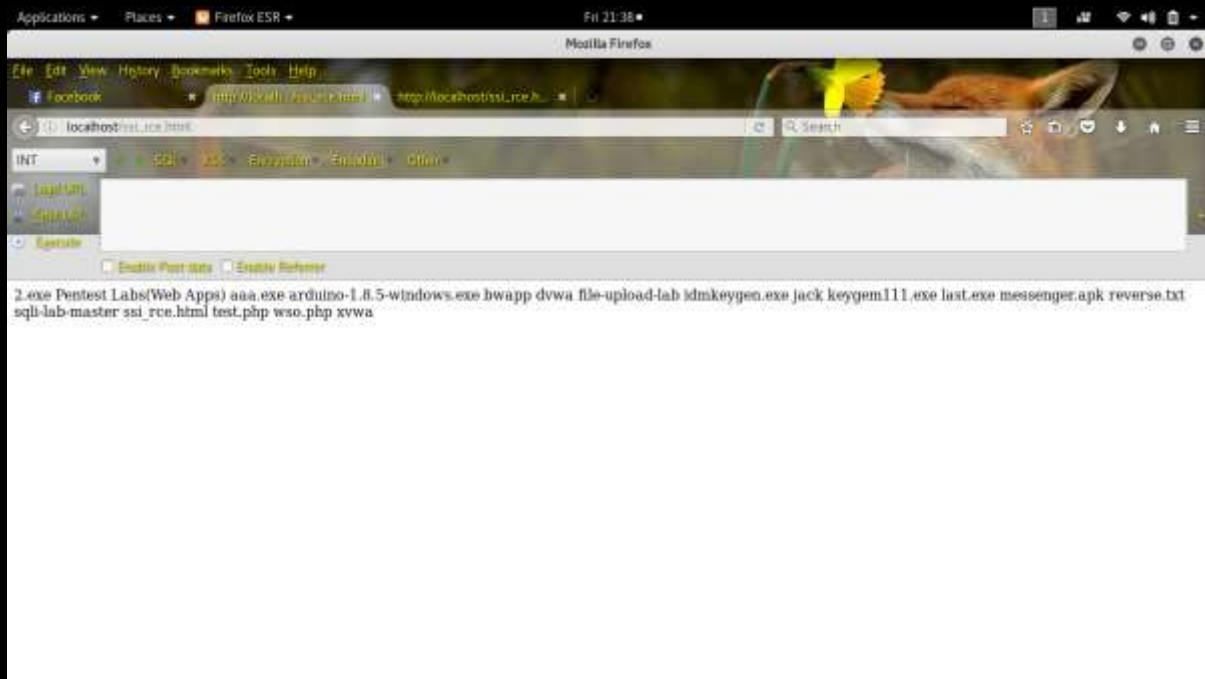 Applications Places Firefox ESR Fri 21:38 1
Mozilla Firefox
File Edit View History Bookmarks Tools Help
Facebook http://localhost/ssi_rce.h...
localhost/ssi_rce.html Search
INT SQL XSS Encryption Encoding Other
Load URL
Split URL
Execute
Enable Post data Enable Referrer
2.exe Pentest Labs(Web Apps) aaa.exe arduino-1.8.5-windows.exe bwapp dvwa file-upload-lab idmkeygen.exe jack keygem111.exe last.exe messenger.apk reverse.txt
sqli-lab-master ssi_rce.html test.php wso.php xvwa